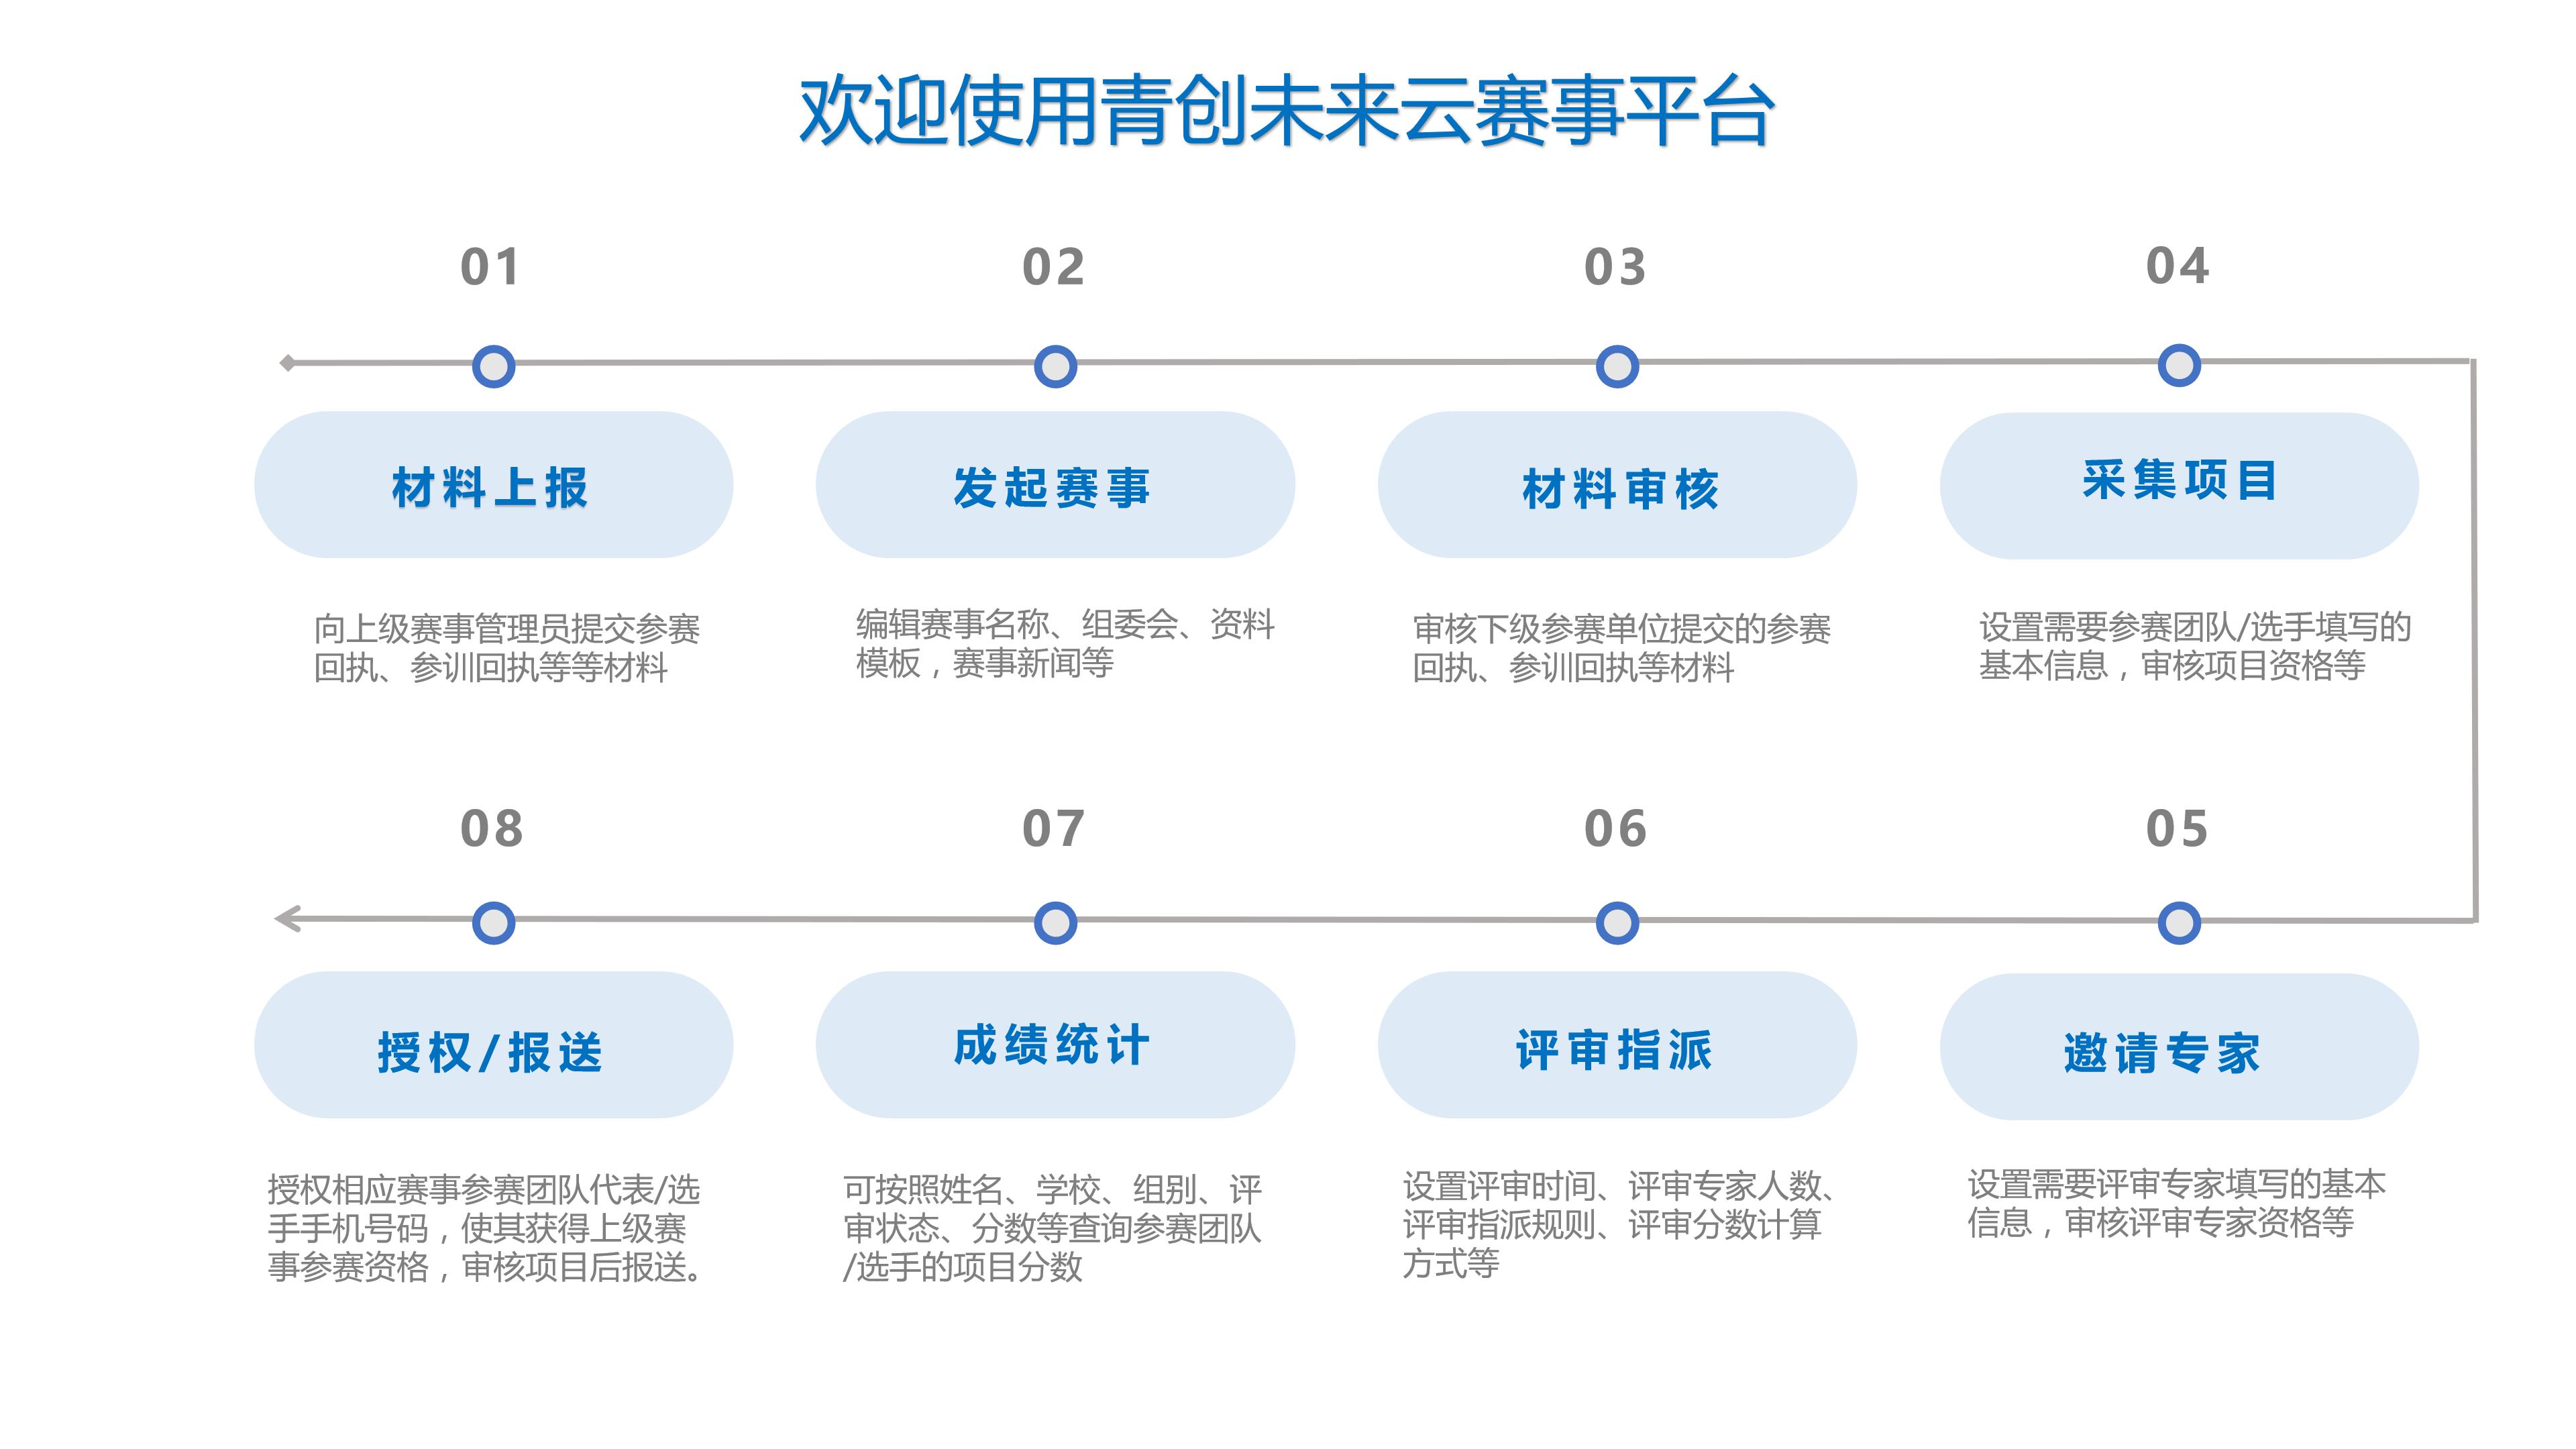 欢迎使用青创未来云赛事平台
01
材料上报
向上级赛事管理员提交参赛
回执、参训回执等等材料
02
发起赛事
编辑赛事名称、组委会、资料
模板，赛事新闻等
03
材料审核
审核下级参赛单位提交的参赛
回执、参训回执等材料
04
采集项目
设置需要参赛团队/选手填写的
基本信息，审核项目资格等
05
邀请专家
设置需要评审专家填写的基本
信息，审核评审专家资格等
06
评审指派
设置评审时间、评审专家人数、
评审指派规则、评审分数计算
方式等
07
成绩统计
可按照姓名、学校、组别、评
审状态、分数等查询参赛团队
/选手的项目分数
08
授权/报送
授权相应赛事参赛团队代表/选
手手机号码，使其获得上级赛
事参赛资格，审核项目后报送。